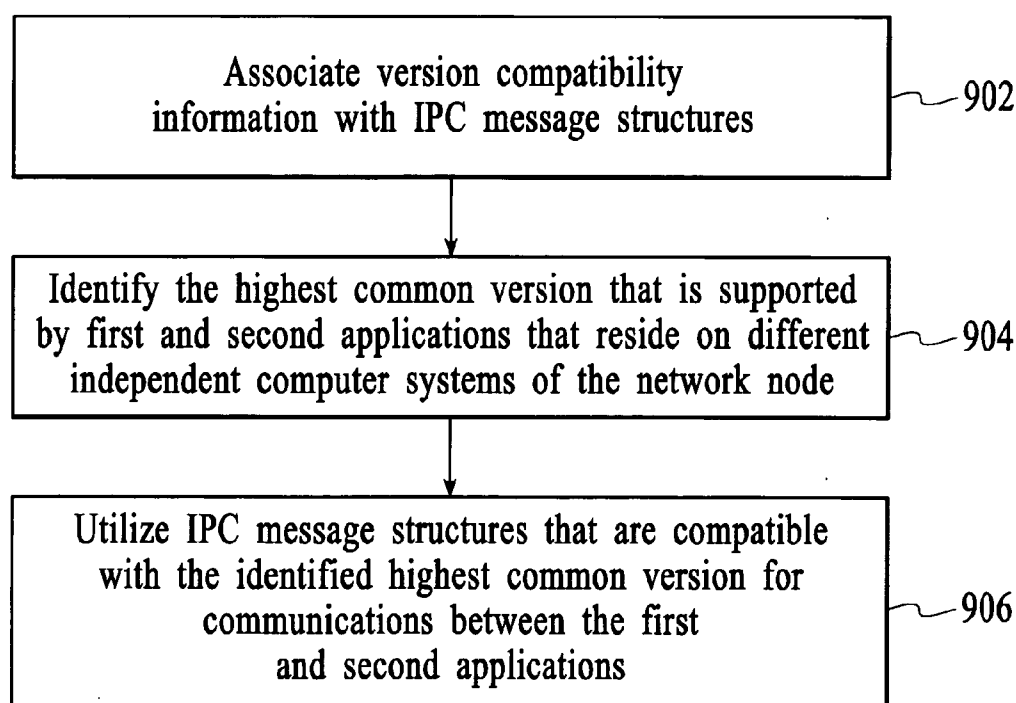 Associate version compatibility
information with IPC message structures
902
Identify the highest common version that is supported
by first and second applications that reside on different
independent computer systems of the network node
904
Utilize IPC message structures that are compatible
with the identified highest common version for
communications between the first
and second applications
906